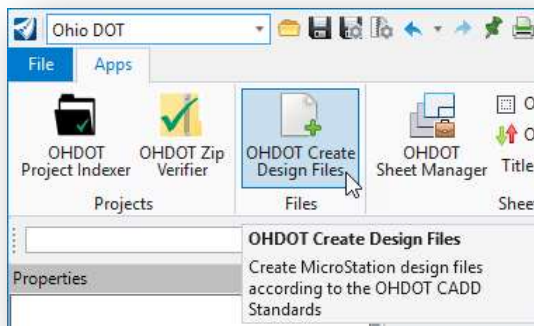 Ohio DOT
File Apps
OHDOT
Project Indexer
OHDOT Zip
Verifier
OHDOT Create
Design Files
OHDOT
Sheet Manager
Title
Projects
Files
Shee
OHDOT Create Design Files
Create MicroStation design files
according to the OHDOT CADD
Standards
Properties